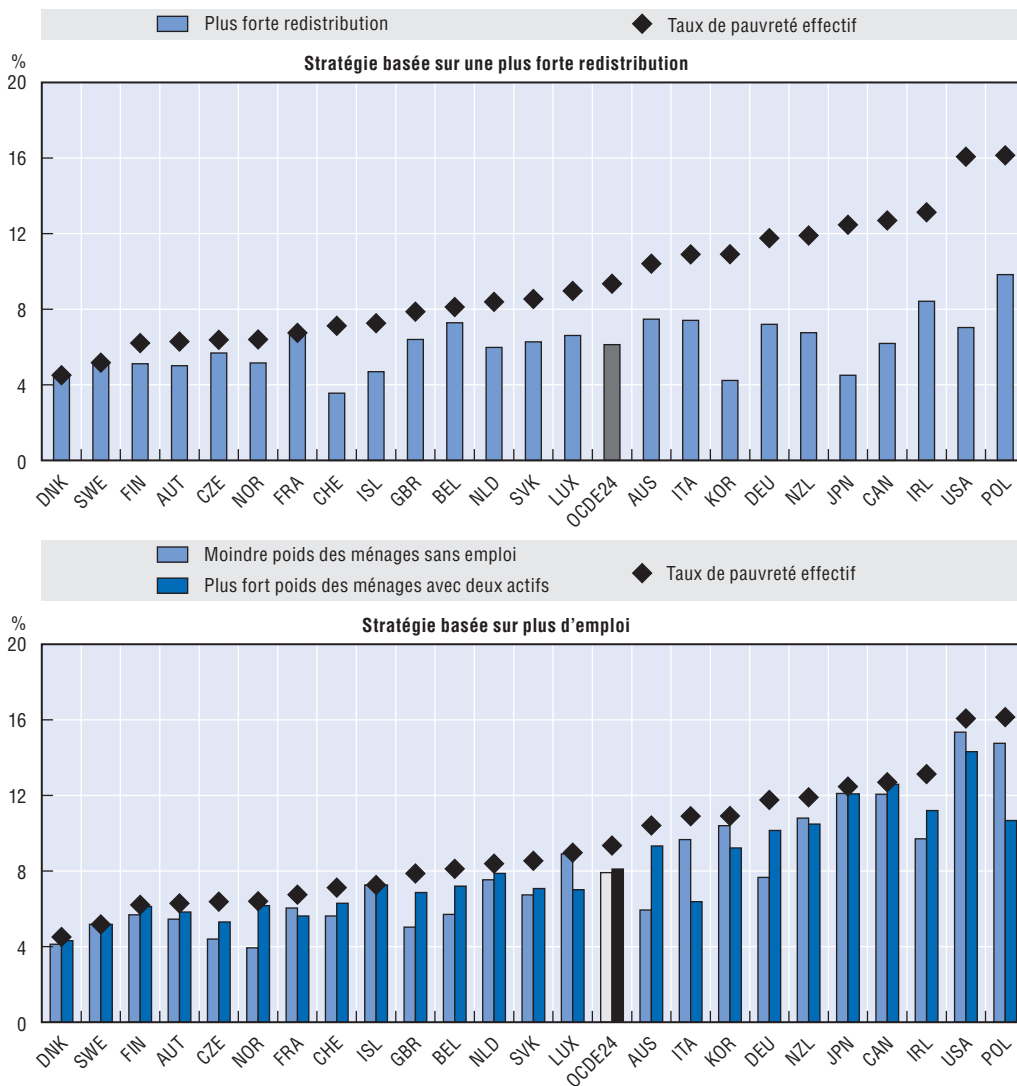 Plus forte redistribution
Taux de pauvreté effectif
%
Stratégie basée sur une plus forte redistribution
20
16
12
8
4
0
DNK SWE FIN AUT CZE NOR FRA CHE ISL GBR BEL NLD SVK LUX OCDE24 AUS ITA KOR DEU NZL JPN CAN IRL USA POL
Moindre poids des ménages sans emploi
Plus fort poids des ménages avec deux actifs
Taux de pauvreté effectif
%
Stratégie basée sur plus d'emploi
20
16
12
8
4
0
DNK SWE FIN AUT CZE NOR FRA CHE ISL GBR BEL NLD SVK LUX OCDE24 AUS ITA KOR DEU NZL JPN CAN IRL USA POL